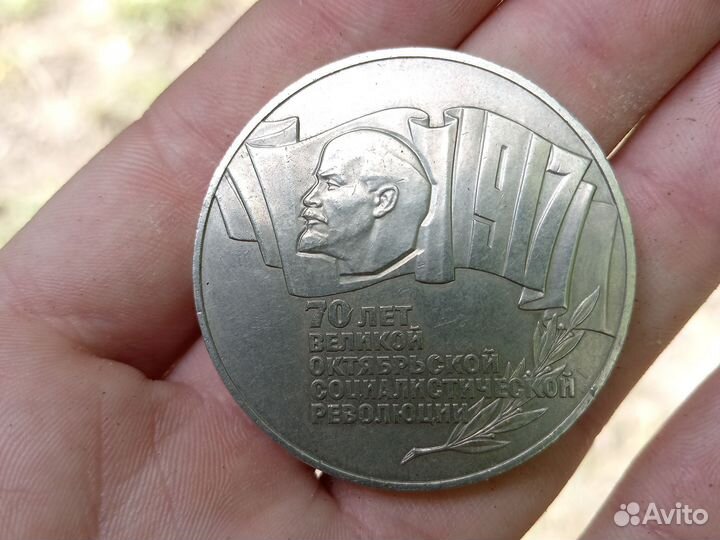 1917
70 ЛЕТ
ВЕЛИКОЙ
ОКТЯБРЬСКОЙ
СОЦИАЛИСТИЧЕСКОЙ
РЕВОЛЮЦИИ
Avito